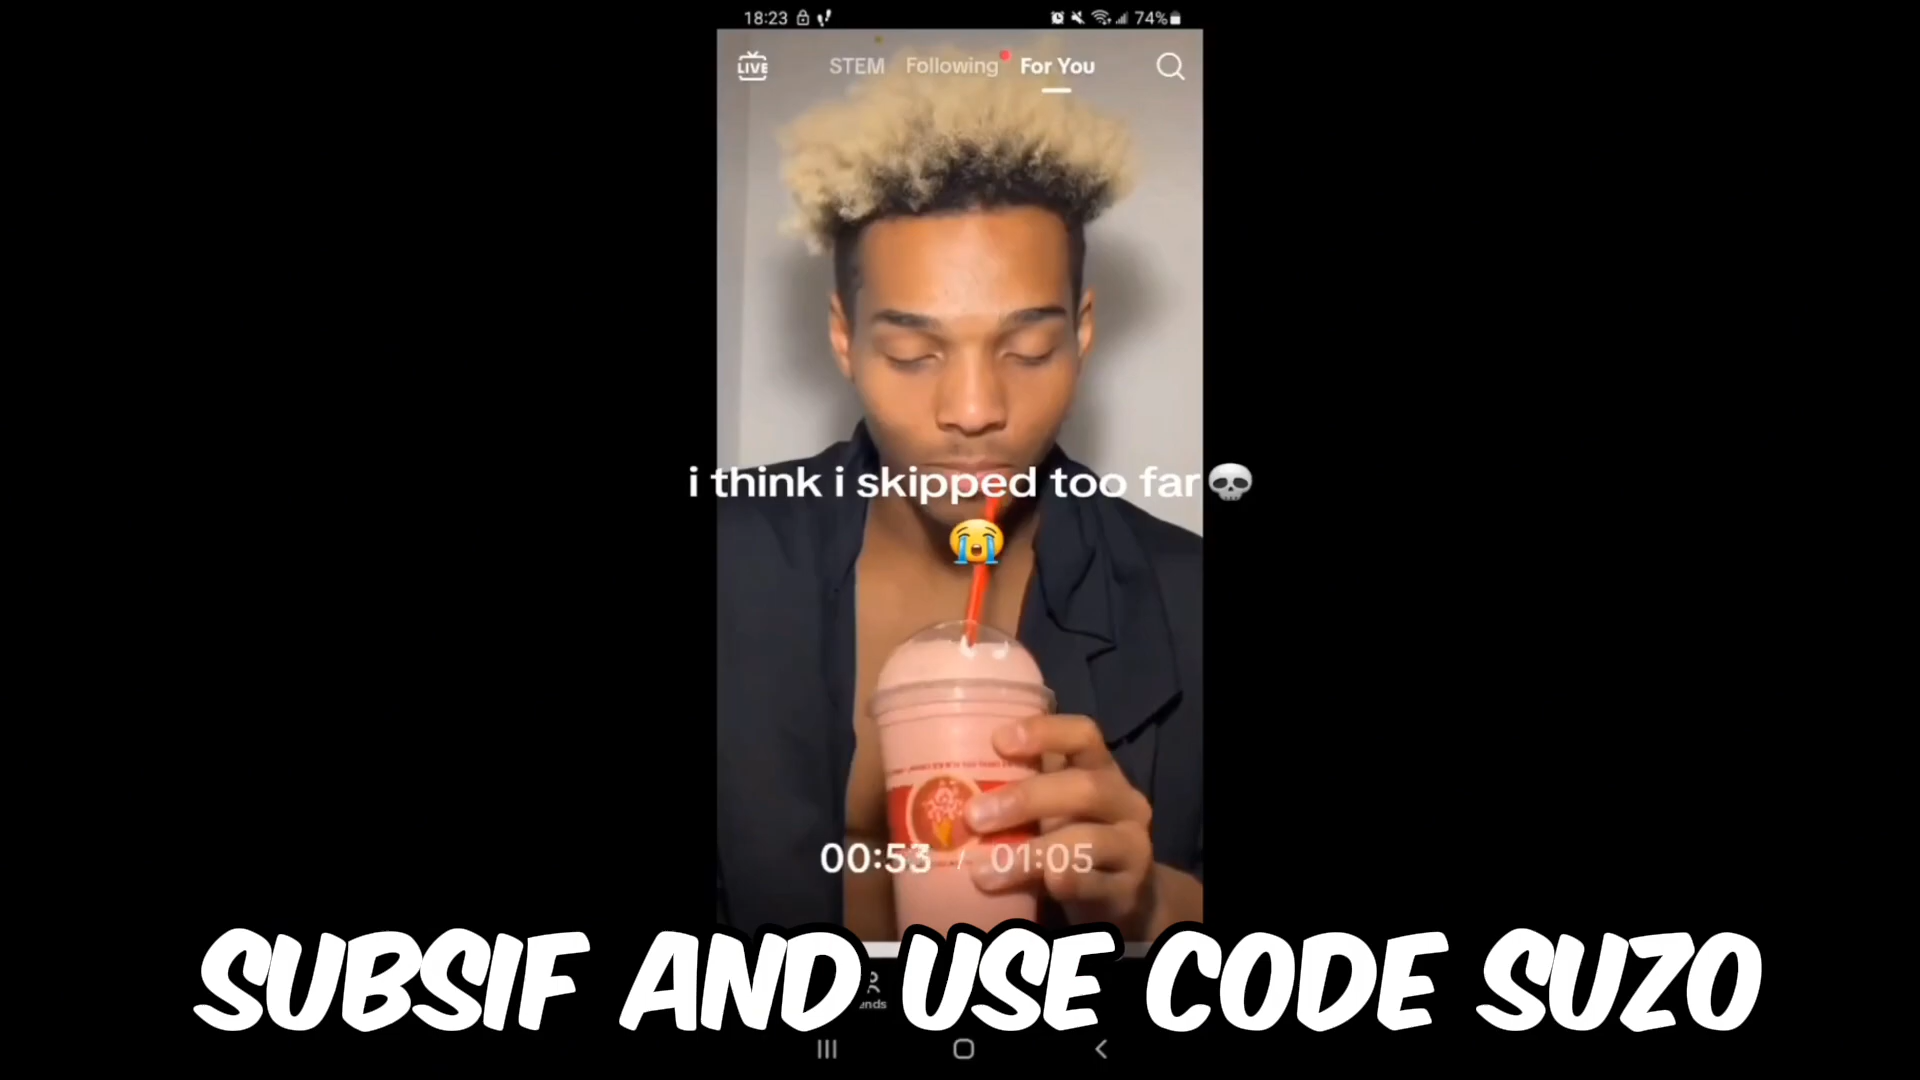 18:23
74%
LIVE
STEM
Following
For You
i think i skipped too far💀
😭
00:53 / 01:05
SUBSIF AND USE CODE SUZO
ends